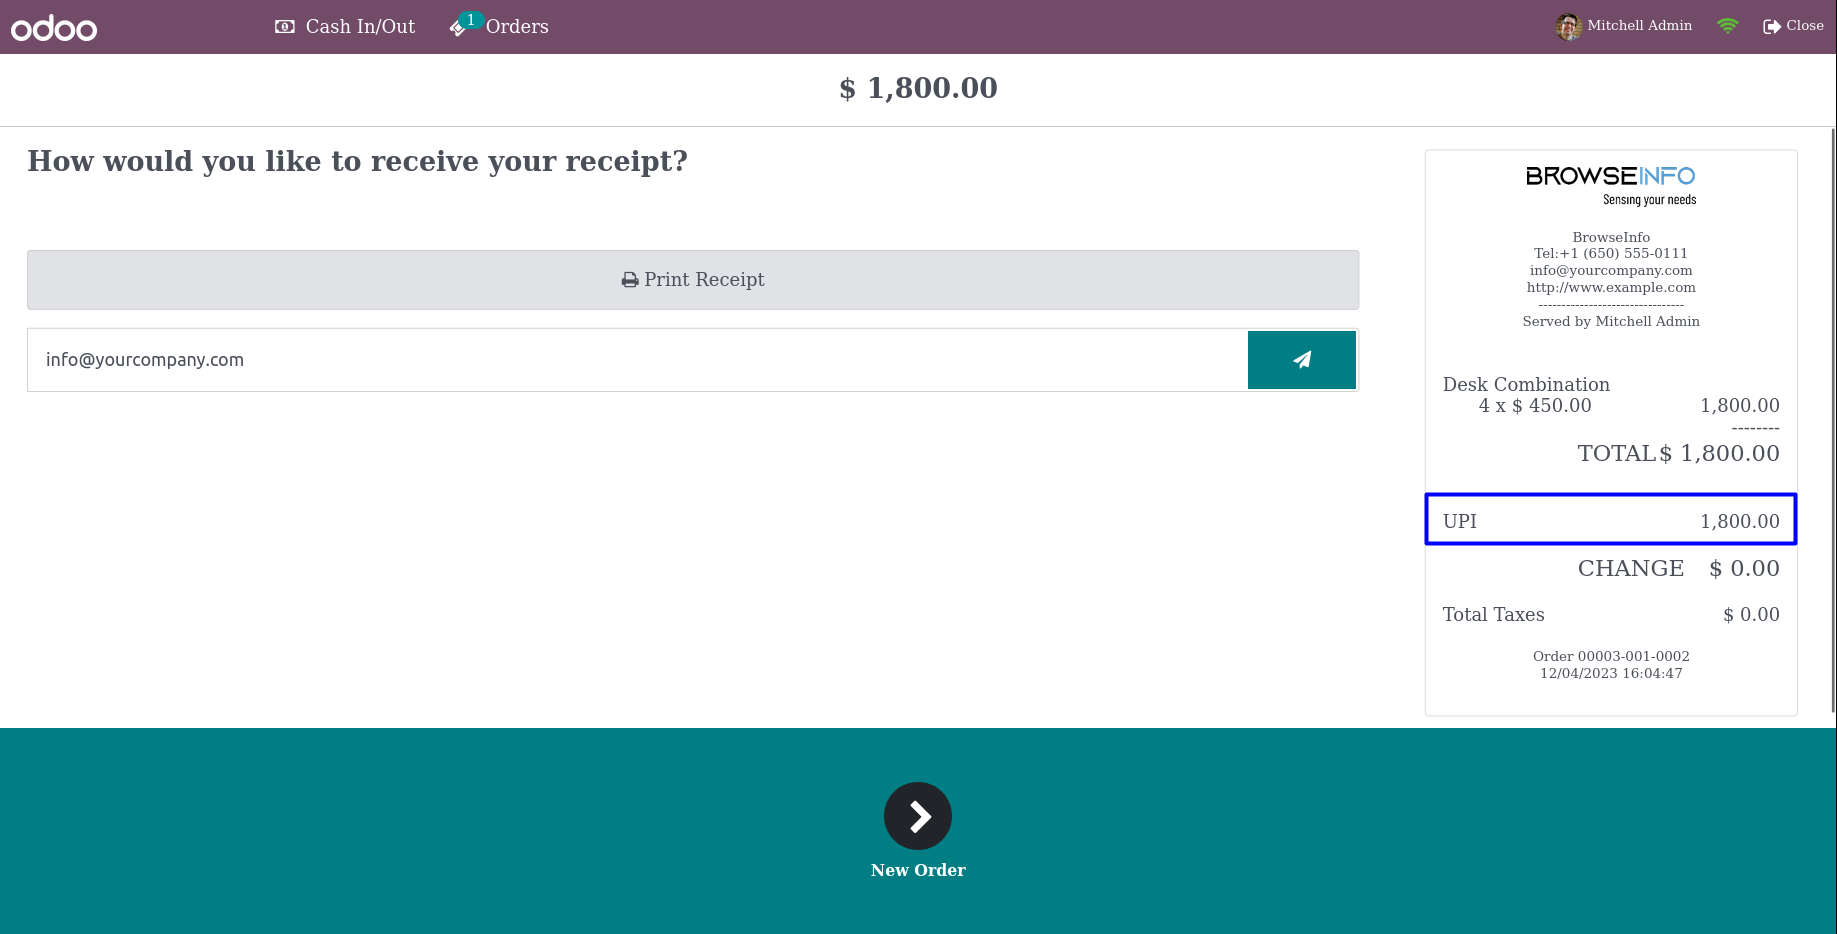 odoo
Cash In/Out
1
Orders
Mitchell Admin
Close
$ 1,800.00
How would you like to receive your receipt?
Print Receipt
info@yourcompany.com
BROWSEINFO
Sensing your needs
BrowseInfo
Tel:+1 (650) 555-0111
info@yourcompany.com
http://www.example.com
--------------------------------
Served by Mitchell Admin
Desk Combination
4 x $ 450.00 1,800.00
--------
TOTAL $ 1,800.00
UPI 1,800.00
CHANGE $ 0.00
Total Taxes $ 0.00
Order 00003-001-0002
12/04/2023 16:04:47
New Order